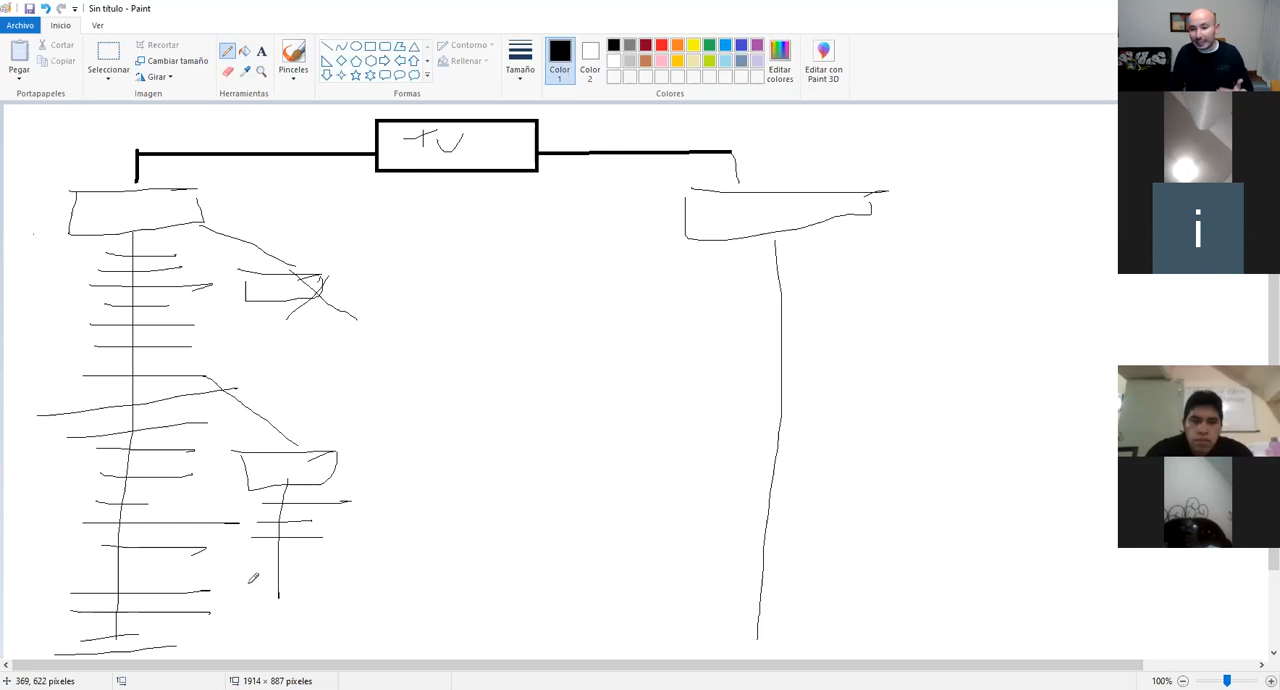 Sin título - Paint
Archivo Inicio Ver
Pegar
Cortar
Copiar
Portapapeles
Seleccionar
Recortar
Cambiar tamaño
Girar
Imagen
A
Herramientas
Pinceles
Contorno
Rellenar
Formas
Tamaño
Color 1
Color 2
Editar colores
Colores
Editar con Paint 3D
TU
i
369, 622 píxeles
1914 × 887 píxeles
100%